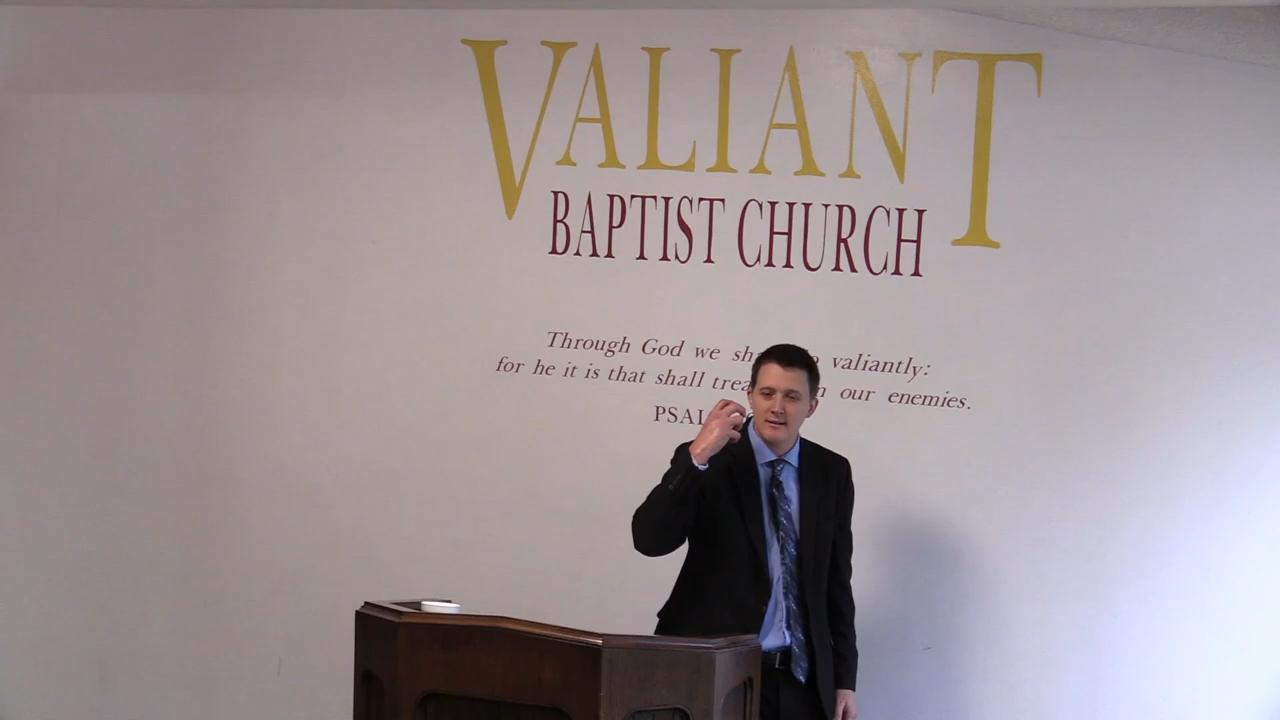 VALIANT
BAPTIST CHURCH
Through God we valiantly:
for he it is that shall our enemies.